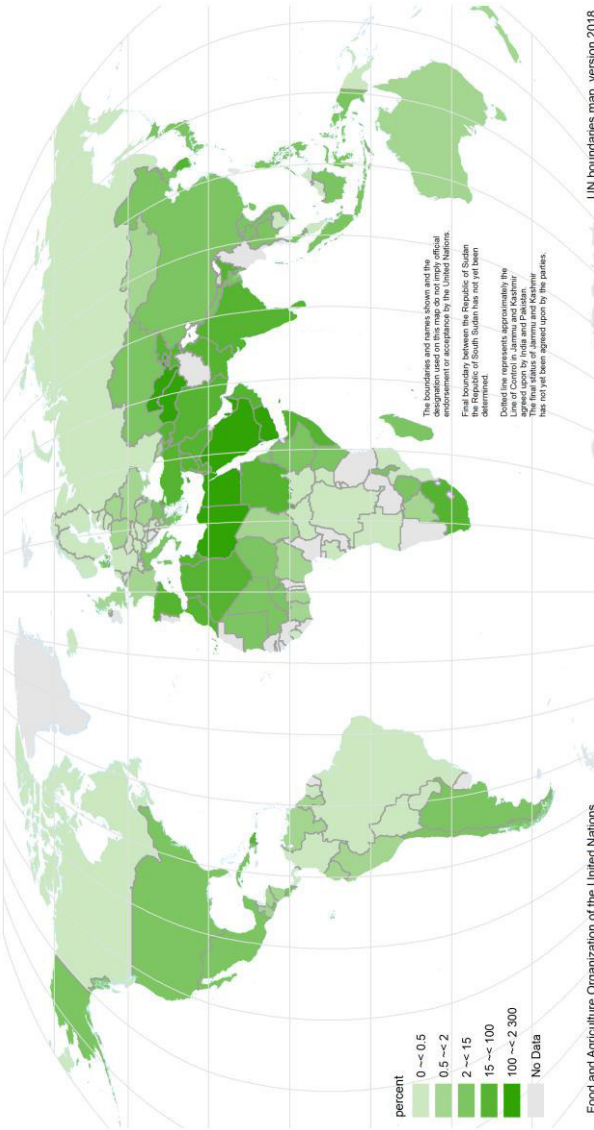 percent
0 ~< 0.5
0.5 ~< 2
2 ~< 15
15 ~< 100
100 ~< 2 300
No Data
The boundaries and names shown and the
designation used on this map do not imply official
endorsement or acceptance by the United Nations.
Final boundary between the Republic of Sudan
the Republic of South Sudan has not yet been
determined.
Dotted line represents approximately the
Line of Control in Jammu and Kashmir
agreed upon by India and Pakistan.
The final status of Jammu and Kashmir
has not yet been agreed upon by the parties.
Food and Agriculture Organization of the United Nations
UN boundaries map, version 2018